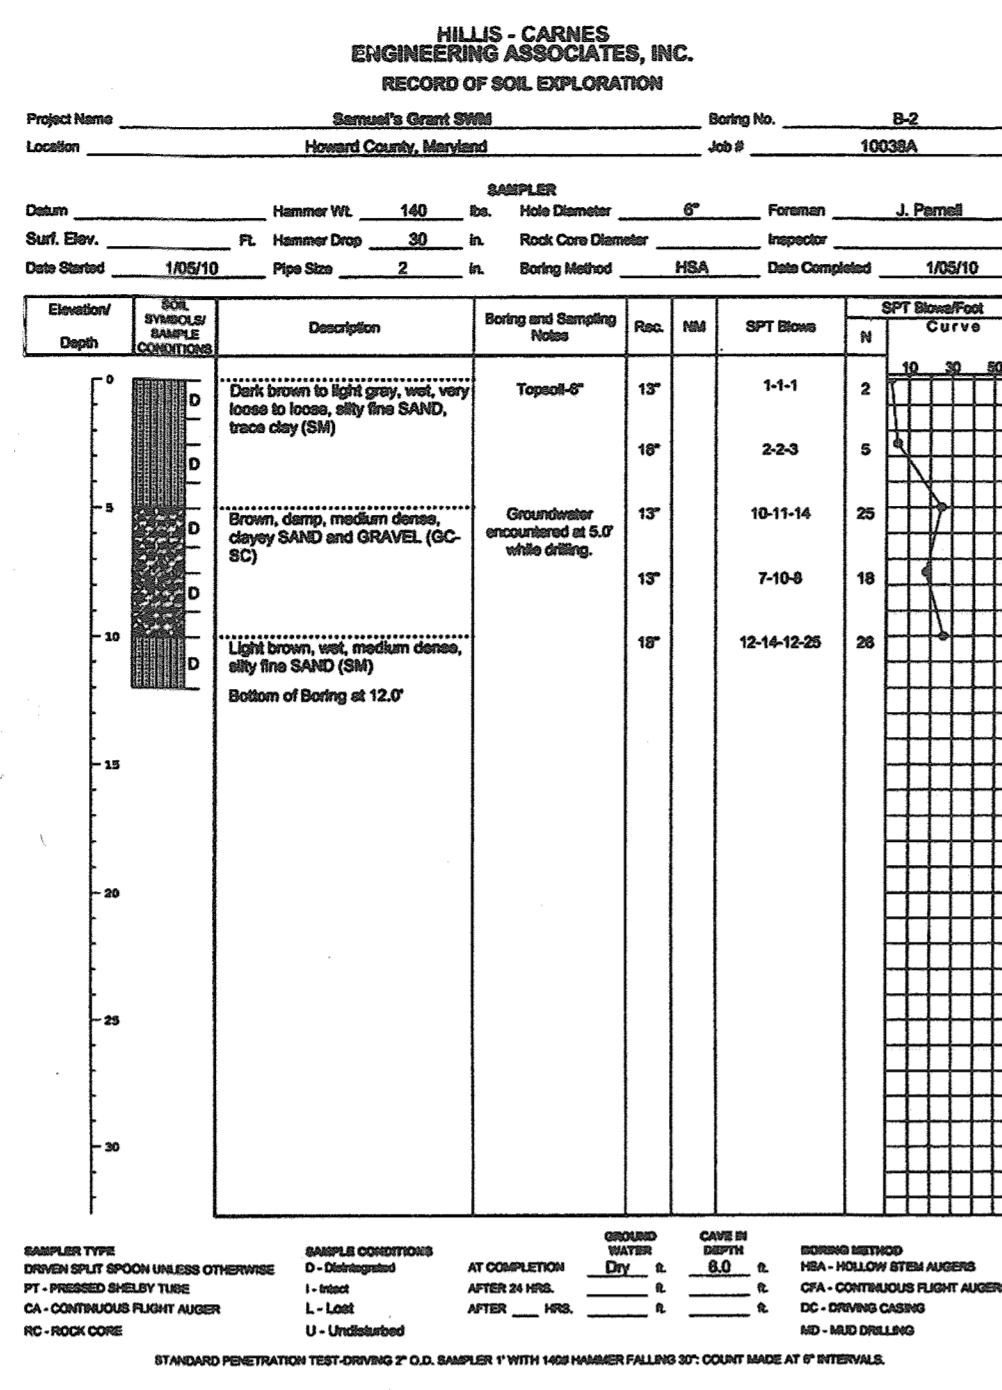 HILLIS - CARNES
ENGINEERING ASSOCIATES, INC.
RECORD OF SOIL EXPLORATION
Project Name Samuel's Grant SWM Boring No. B-2
Location Howard County, Maryland Job # 10038A
SAMPLER
Datum Hammer Wt. 140 lbs. Hole Diameter 6" Foreman J. Parnell
Surf. Elev. Ft. Hammer Drop 30 in. Rock Core Diameter Inspector
Date Started 1/05/10 Pipe Size 2 in. Boring Method HSA Date Completed 1/05/10
Elevation/
Depth
SOIL
SYMBOLS/
SAMPLE
CONDITIONS
Description
Boring and Sampling
Notes
Rec.
NM
SPT Blows
N
SPT Blows/Foot
Curve
10 30 50
0 D Dark brown to light gray, wet, very Topsoil-6" 13" 1-1-1 2
loose to loose, silty fine SAND,
trace clay (SM)
D 16" 2-2-3 5
5 D Brown, damp, medium dense, Groundwater 13" 10-11-14 25
clayey SAND and GRAVEL (GC- encountered at 5.0'
SC) while drilling.
D 13" 7-10-8 18
10 D Light brown, wet, medium dense, 18" 12-14-12-25 26
silty fine SAND (SM)
Bottom of Boring at 12.0'
15
20
25
30
SAMPLER TYPE SAMPLE CONDITIONS GROUND WATER CAVE IN DEPTH BORING METHOD
DRIVEN SPLIT SPOON UNLESS OTHERWISE D - Disintegrated AT COMPLETION Dry ft. 6.0 ft. HSA - HOLLOW STEM AUGERS
PT - PRESSED SHELBY TUBE I - Intact AFTER 24 HRS. ft. ft. CFA - CONTINUOUS FLIGHT AUGER
CA - CONTINUOUS FLIGHT AUGER L - Lost AFTER HRS. ft. ft. DC - DRIVING CASING
RC - ROCK CORE U - Undisturbed MD - MUD DRILLING
STANDARD PENETRATION TEST-DRIVING 2" O.D. SAMPLER 1' WITH 140# HAMMER FALLING 30": COUNT MADE AT 6" INTERVALS.